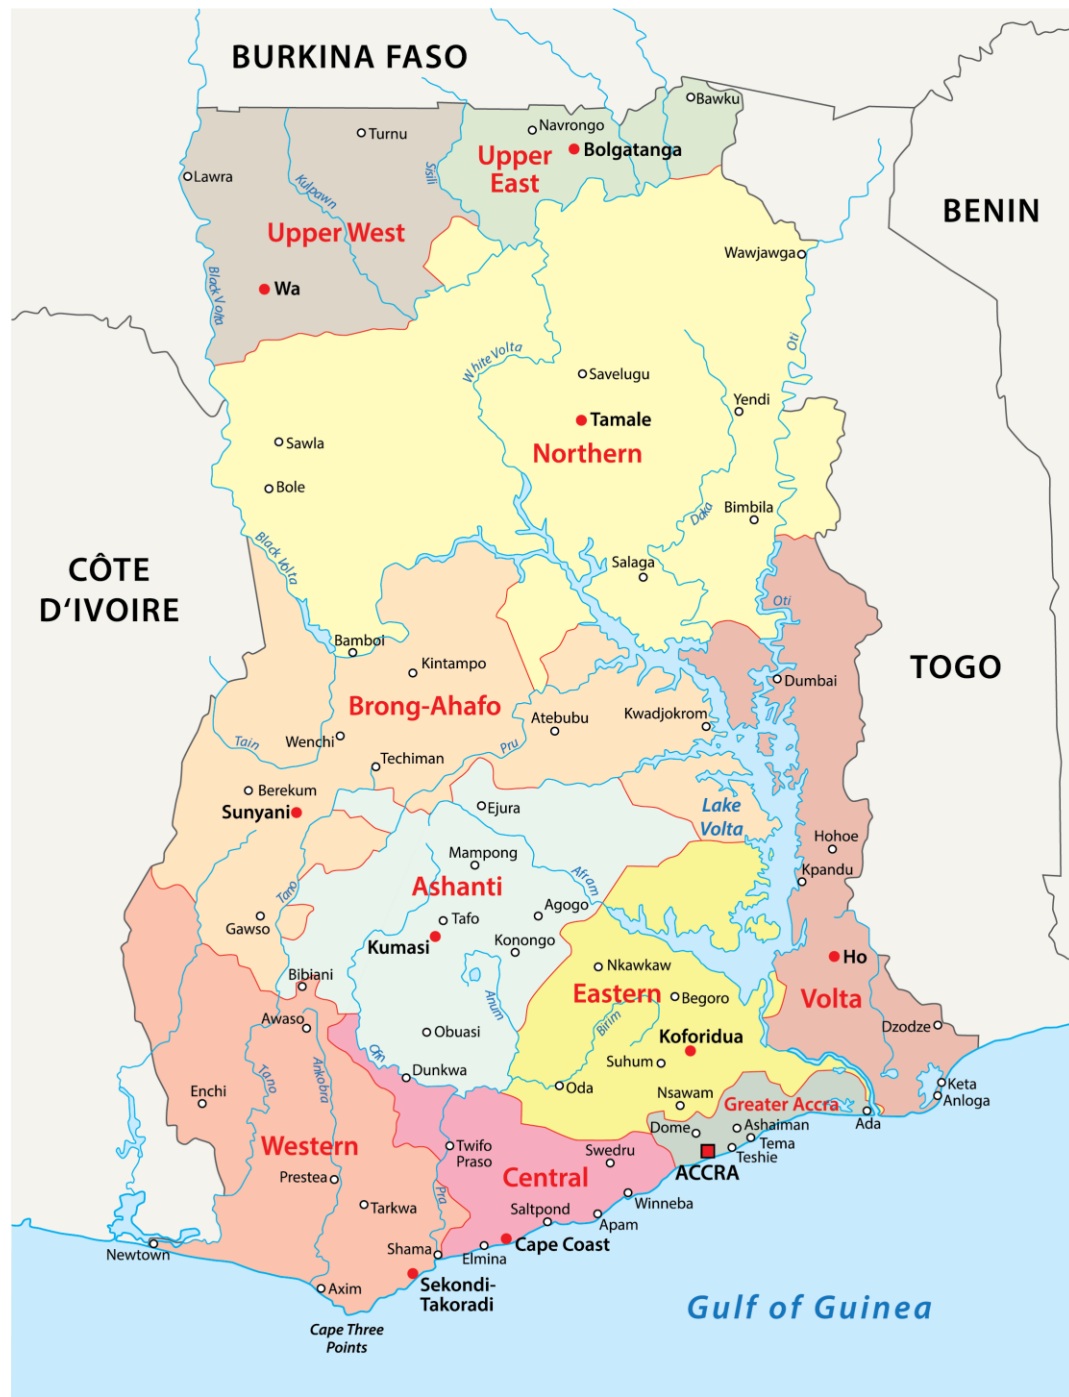 BURKINA FASO
Bawku
Navrongo
Turnu
Bolgatanga
Upper
East
Sisili
Lawra
Kulpawn
BENIN
Upper West
Wawjawga
Wa
Black Volta
Oti
White Volta
Savelugu
Yendi
Tamale
Sawla
Northern
Bole
Bimbila
Daka
Black Volta
Salaga
CÔTE
D‘IVOIRE
Oti
Bamboi
Kintampo
TOGO
Dumbai
Brong-Ahafo
Atebubu
Kwadjokrom
Tain
Wenchi
Pru
Techiman
Berekum
Sunyani
Ejura
Lake
Volta
Hohoe
Mampong
Kpandu
Ashanti
Afram
Tano
Agogo
Gawso
Tafo
Kumasi
Konongo
Ho
Nkawkaw
Bibiani
Eastern
Begoro
Volta
Anum
Awaso
Birim
Dzodze
Obuasi
Koforidua
Ofin
Suhum
Dunkwa
Tano
Ankobra
Oda
Keta
Enchi
Nsawam
Greater Accra
Anloga
Ada
Dome
Ashaiman
Tema
Western
Twifo
Praso
Swedru
Teshie
ACCRA
Prestea
Central
Pra
Winneba
Tarkwa
Saltpond
Apam
Newtown
Shama
Elmina
Cape Coast
Sekondi-
Takoradi
Axim
Gulf of Guinea
Cape Three
Points